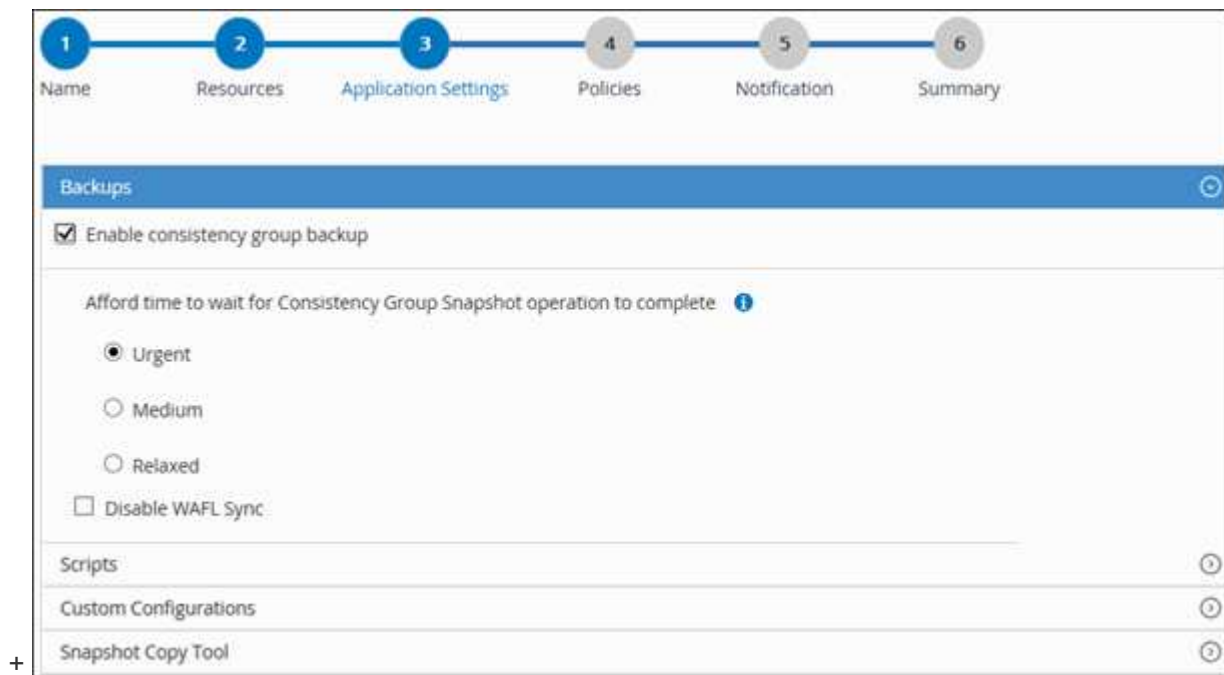 1 2 3 4 5 6
Name Resources Application Settings Policies Notification Summary
Backups
Enable consistency group backup
Afford time to wait for Consistency Group Snapshot operation to complete i
Urgent
Medium
Relaxed
Disable WAFL Sync
Scripts
Custom Configurations
Snapshot Copy Tool
+